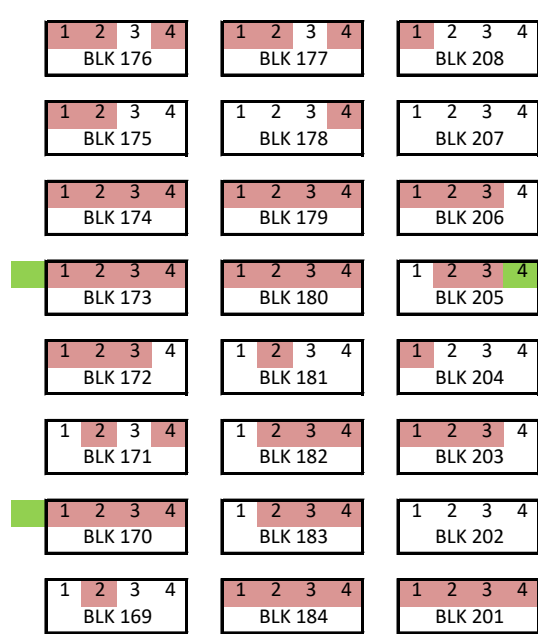 1 2 3 4 1 2 3 4 1 2 3 4
BLK 176 BLK 177 BLK 208
1 2 3 4 1 2 3 4 1 2 3 4
BLK 175 BLK 178 BLK 207
1 2 3 4 1 2 3 4 1 2 3 4
BLK 174 BLK 179 BLK 206
1 2 3 4 1 2 3 4 1 2 3 4
BLK 173 BLK 180 BLK 205
1 2 3 4 1 2 3 4 1 2 3 4
BLK 172 BLK 181 BLK 204
1 2 3 4 1 2 3 4 1 2 3 4
BLK 171 BLK 182 BLK 203
1 2 3 4 1 2 3 4 1 2 3 4
BLK 170 BLK 183 BLK 202
1 2 3 4 1 2 3 4 1 2 3 4
BLK 169 BLK 184 BLK 201